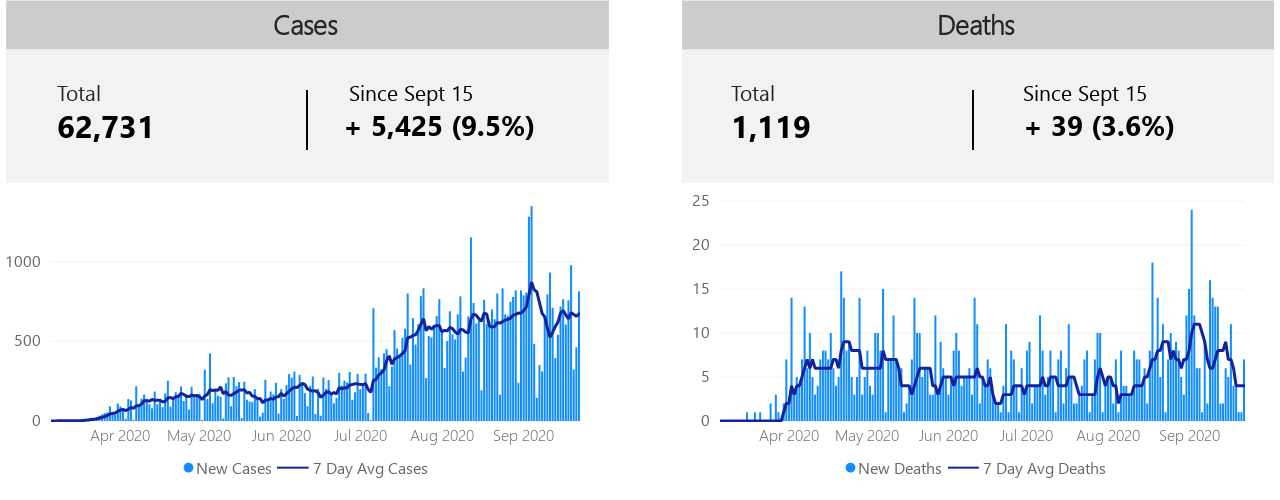 Cases
Total
62,731
Since Sept 15
+ 5,425 (9.5%)
1000
500
0
Apr 2020 May 2020 Jun 2020 Jul 2020 Aug 2020 Sep 2020
New Cases 7 Day Avg Cases
Deaths
Total
1,119
Since Sept 15
+ 39 (3.6%)
25
20
15
10
5
0
Apr 2020 May 2020 Jun 2020 Jul 2020 Aug 2020 Sep 2020
New Deaths 7 Day Avg Deaths